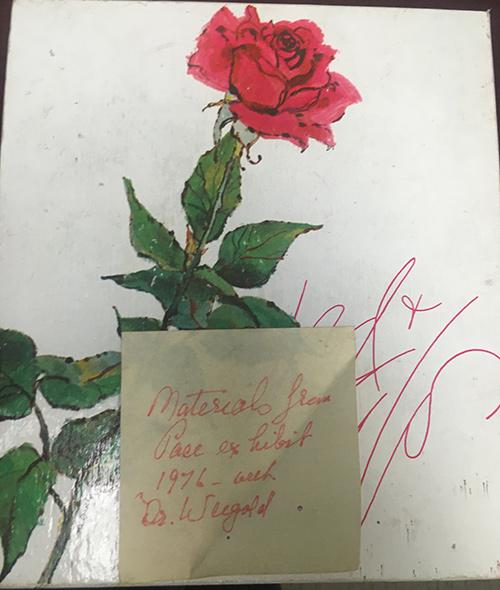 Materials from
Pace exhibit
1976 - with
Dr. Weigold